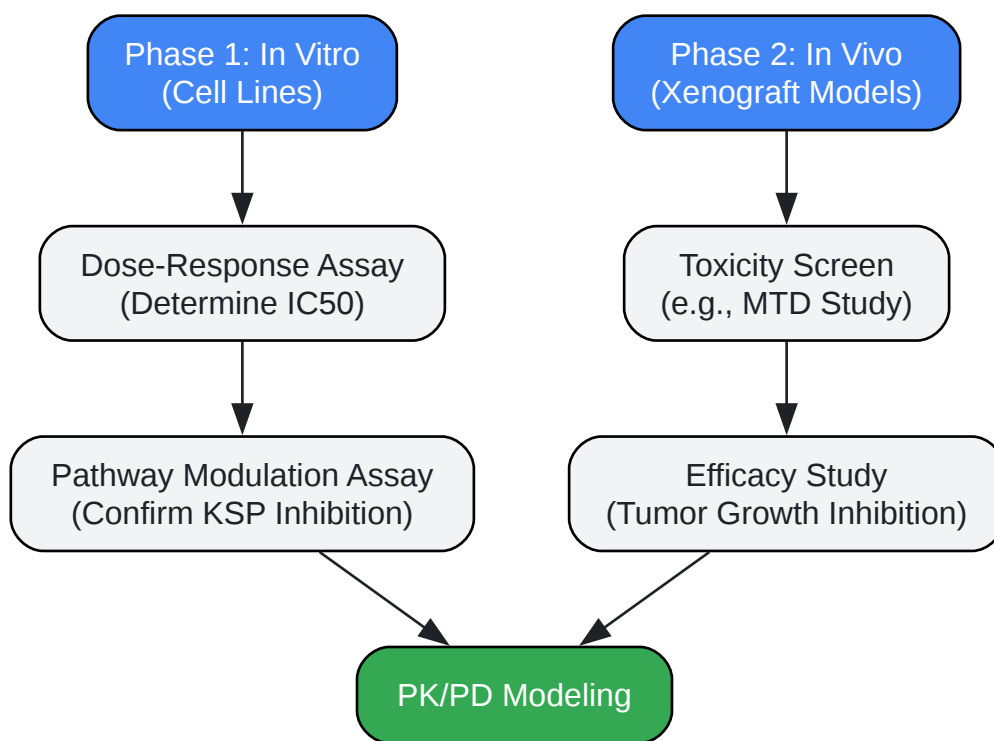 Phase 1: In Vitro
(Cell Lines)
Phase 2: In Vivo
(Xenograft Models)
Dose-Response Assay
(Determine IC50)
Toxicity Screen
(e.g., MTD Study)
Pathway Modulation Assay
(Confirm KSP Inhibition)
Efficacy Study
(Tumor Growth Inhibition)
PK/PD Modeling